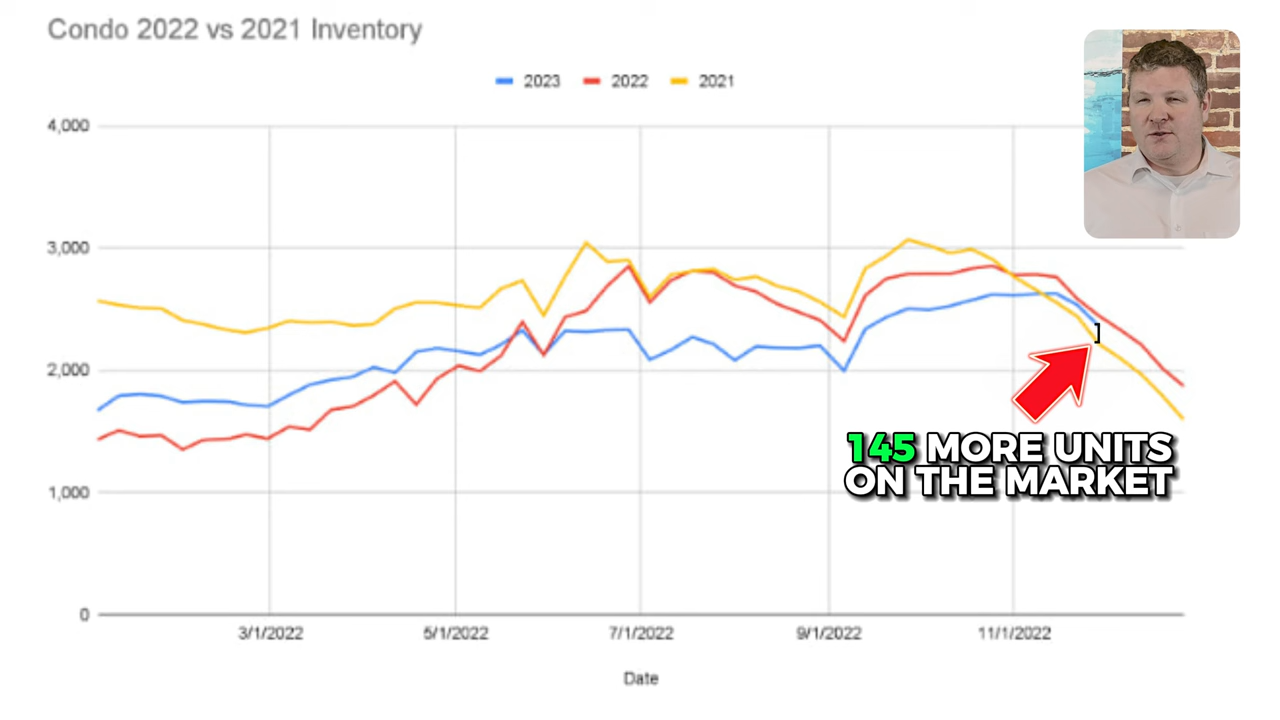 Condo 2022 vs 2021 Inventory
2023 2022 2021
4,000
3,000
2,000
1,000
0
145 MORE UNITS
ON THE MARKET
3/1/2022 5/1/2022 7/1/2022 9/1/2022 11/1/2022
Date